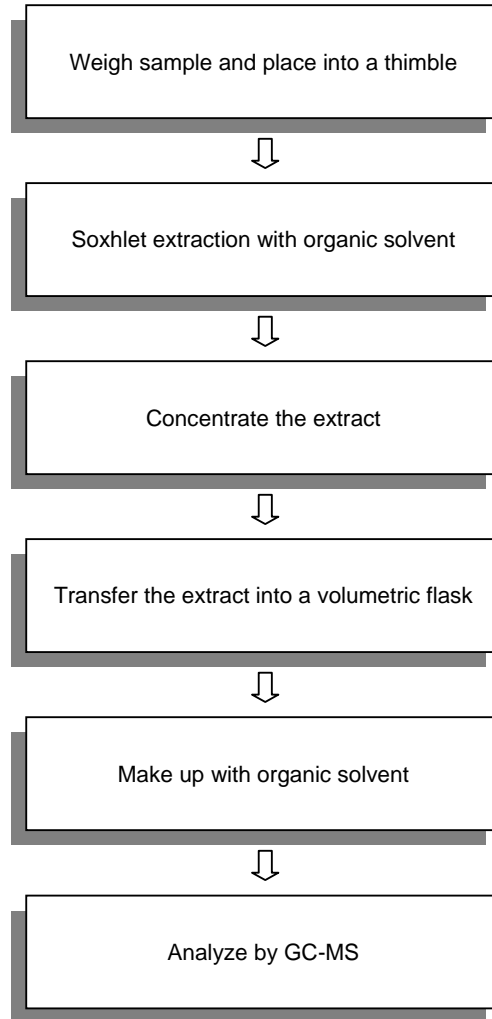 Weigh sample and place into a thimble
Soxhlet extraction with organic solvent
Concentrate the extract
Transfer the extract into a volumetric flask
Make up with organic solvent
Analyze by GC-MS